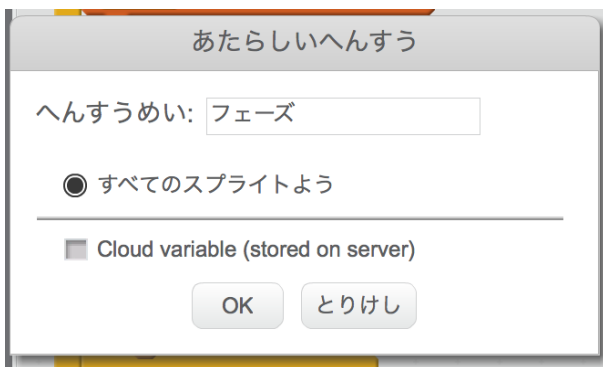 あたらしいへんすう
へんすうめい: フェーズ
すべてのスプライトよう
Cloud variable (stored on server)
OK とりけし